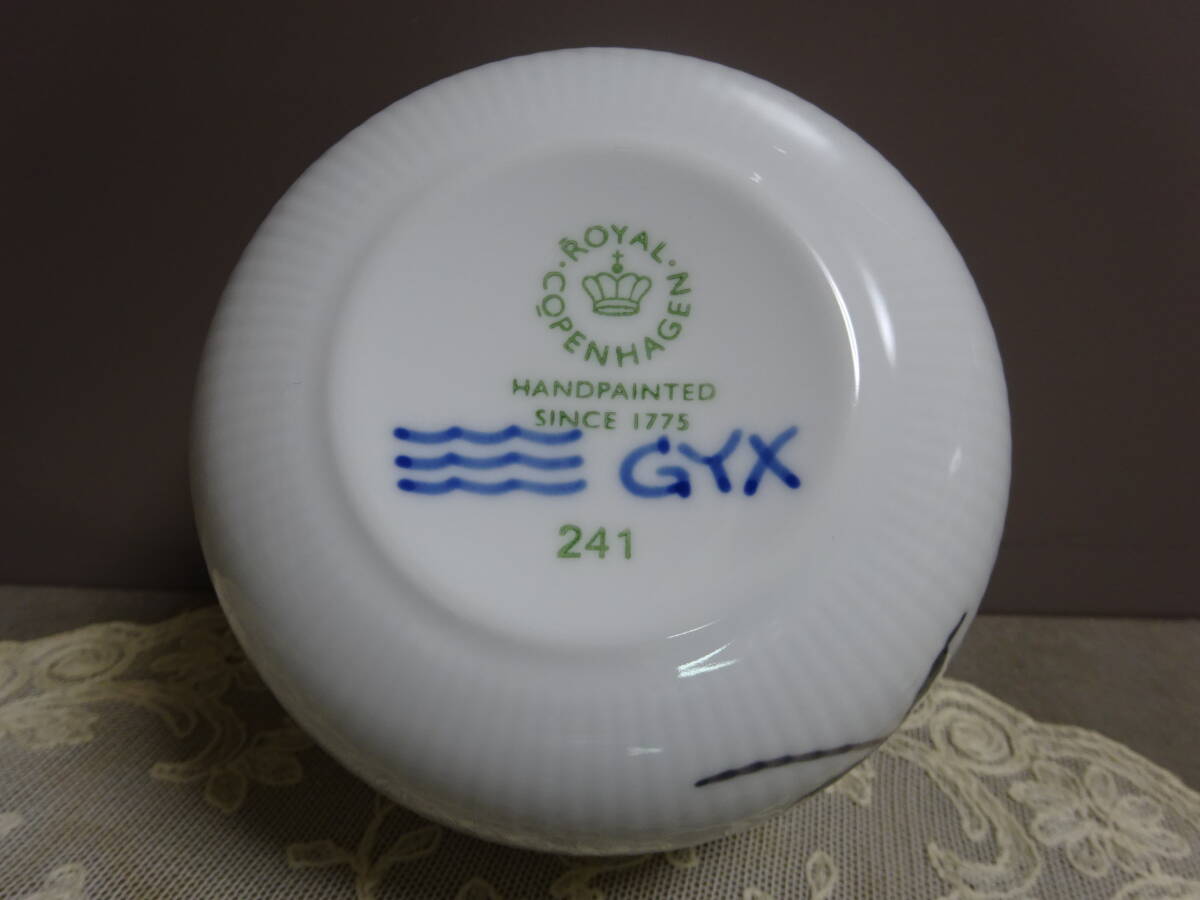 ROYAL · COPENHAGEN ·
HANDPAINTED
SINCE 1775
GYX
241